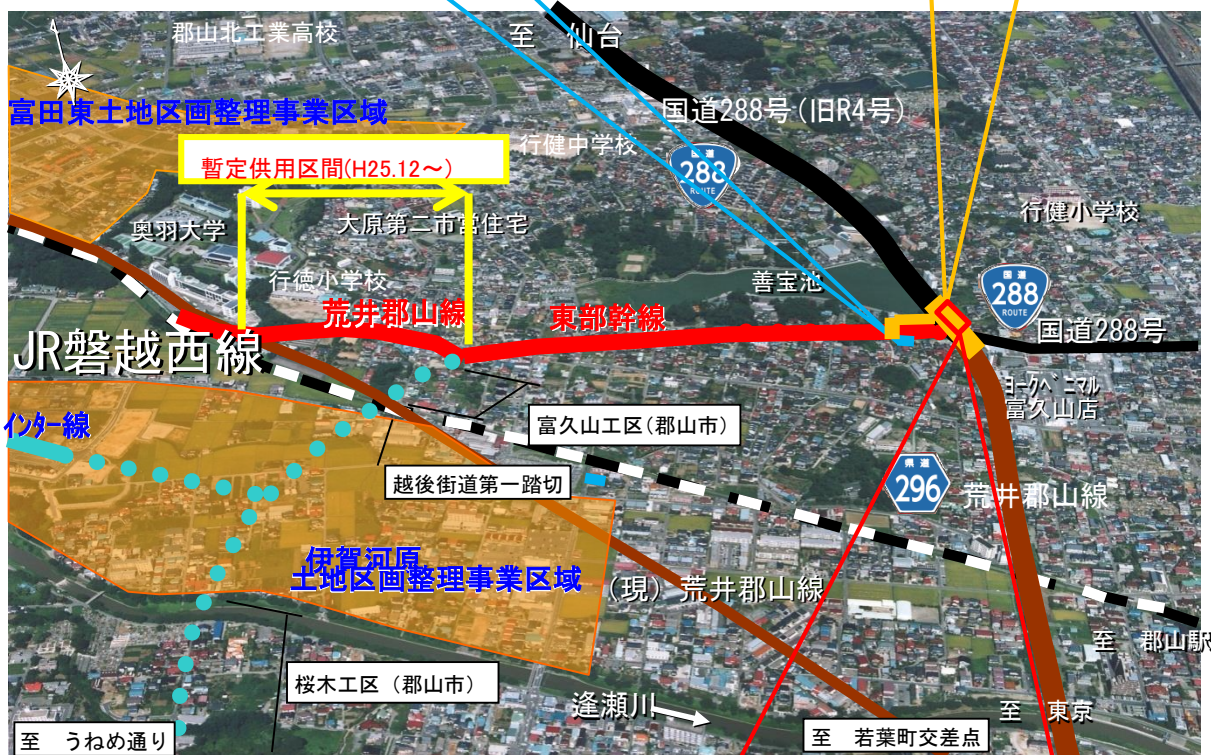 郡山北工業高校
至 仙台
富田東土地区画整理事業区域
国道288号(旧R4号)
暫定供用区間(H25.12～)
行健中学校
国道
288
ROUTE
奥羽大学
大原第二市営住宅
行健小学校
行徳小学校
善宝池
国道
288
ROUTE
荒井郡山線
東部幹線
国道288号
JR磐越西線
ヨークベニマル
富久山店
インター線
富久山工区(郡山市)
越後街道第一踏切
県道
296
荒井郡山線
伊賀河原
土地区画整理事業区域
(現)荒井郡山線
至 郡山駅
桜木工区(郡山市)
逢瀬川
至 東京
至 うねめ通り
至 若葉町交差点